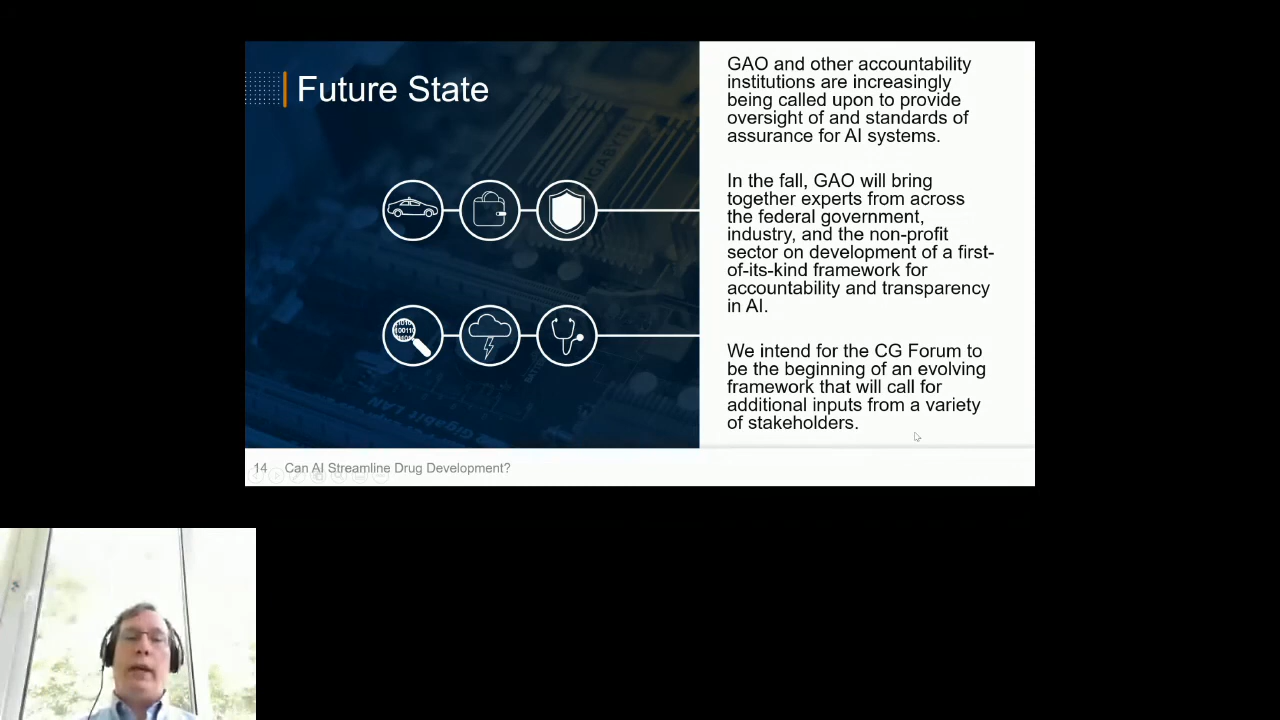 Future State
GAO and other accountability
institutions are increasingly
being called upon to provide
oversight of and standards of
assurance for AI systems.
In the fall, GAO will bring
together experts from across
the federal government,
industry, and the non-profit
sector on development of a first-
of-its-kind framework for
accountability and transparency
in AI.
We intend for the CG Forum to
be the beginning of an evolving
framework that will call for
additional inputs from a variety
of stakeholders.
GIGABYTE
Gigabit LAN
100110
14 Can AI Streamline Drug Development?